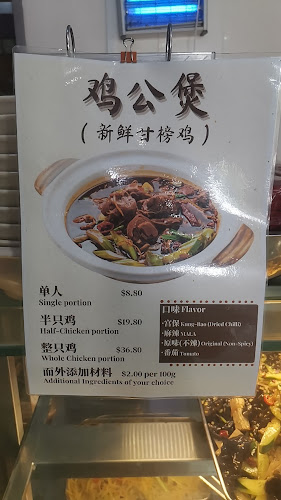 鸡公煲
(新鲜甘榜鸡)
单人 $8.80
Single portion
半只鸡 $19.80
Half-Chicken portion
整只鸡 $36.80
Whole Chicken portion
面外添加材料 $2.00 per 100g
Additional Ingredients of your choice
口味 Flavor
·宫保 Kung-Bao (Dried Chilli)
·麻辣 MALA
·原味(不辣) Original (Non-Spicy)
·番茄 Tomato